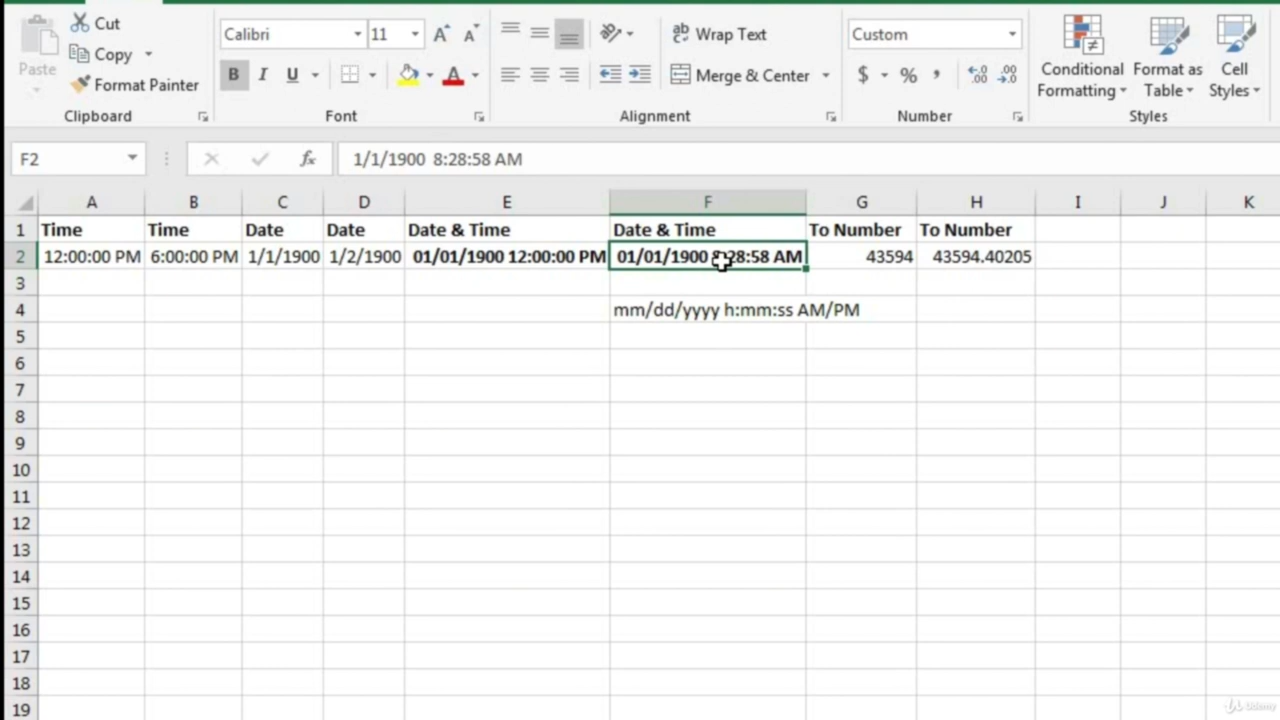 Cut
Calibri 11 A A Wrap Text Custom
Paste Copy
B I U A Merge & Center $ % , .00 .0 Conditional Format as Cell
Format Painter Formatting Table Styles
Clipboard Font Alignment Number Styles
F2 fx 1/1/1900 8:28:58 AM
A B C D E F G H I J K
1 Time Time Date Date Date & Time Date & Time To Number To Number
2 12:00:00 PM 6:00:00 PM 1/1/1900 1/2/1900 01/01/1900 12:00:00 PM 01/01/1900 8:28:58 AM 43594 43594.40205
3
4 mm/dd/yyyy h:mm:ss AM/PM
5
6
7
8
9
10
11
12
13
14
15
16
17
18
19
Udemy